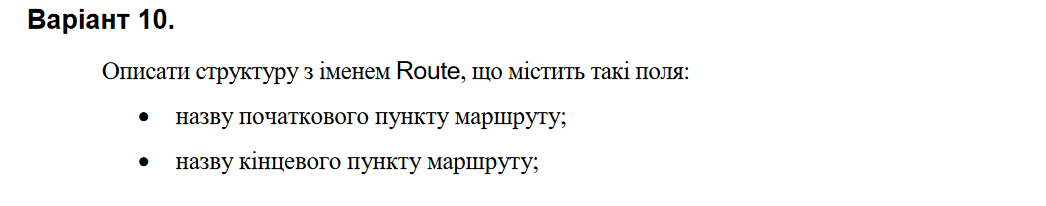 Варіант 10.
Описати структуру з іменем Route, що містить такі поля:
• назву початкового пункту маршруту;
• назву кінцевого пункту маршруту;